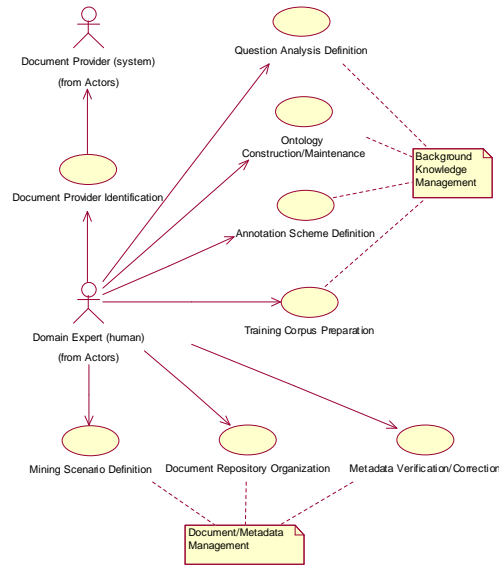 Document Provider (system)
(from Actors)
Question Analysis Definition
Ontology
Construction/Maintenance
Background
Knowledge
Management
Document Provider Identification
Annotation Scheme Definition
Training Corpus Preparation
Domain Expert (human)
(from Actors)
Mining Scenario Definition
Document Repository Organization
Metadata Verification/Correction
Document/Metadata
Management